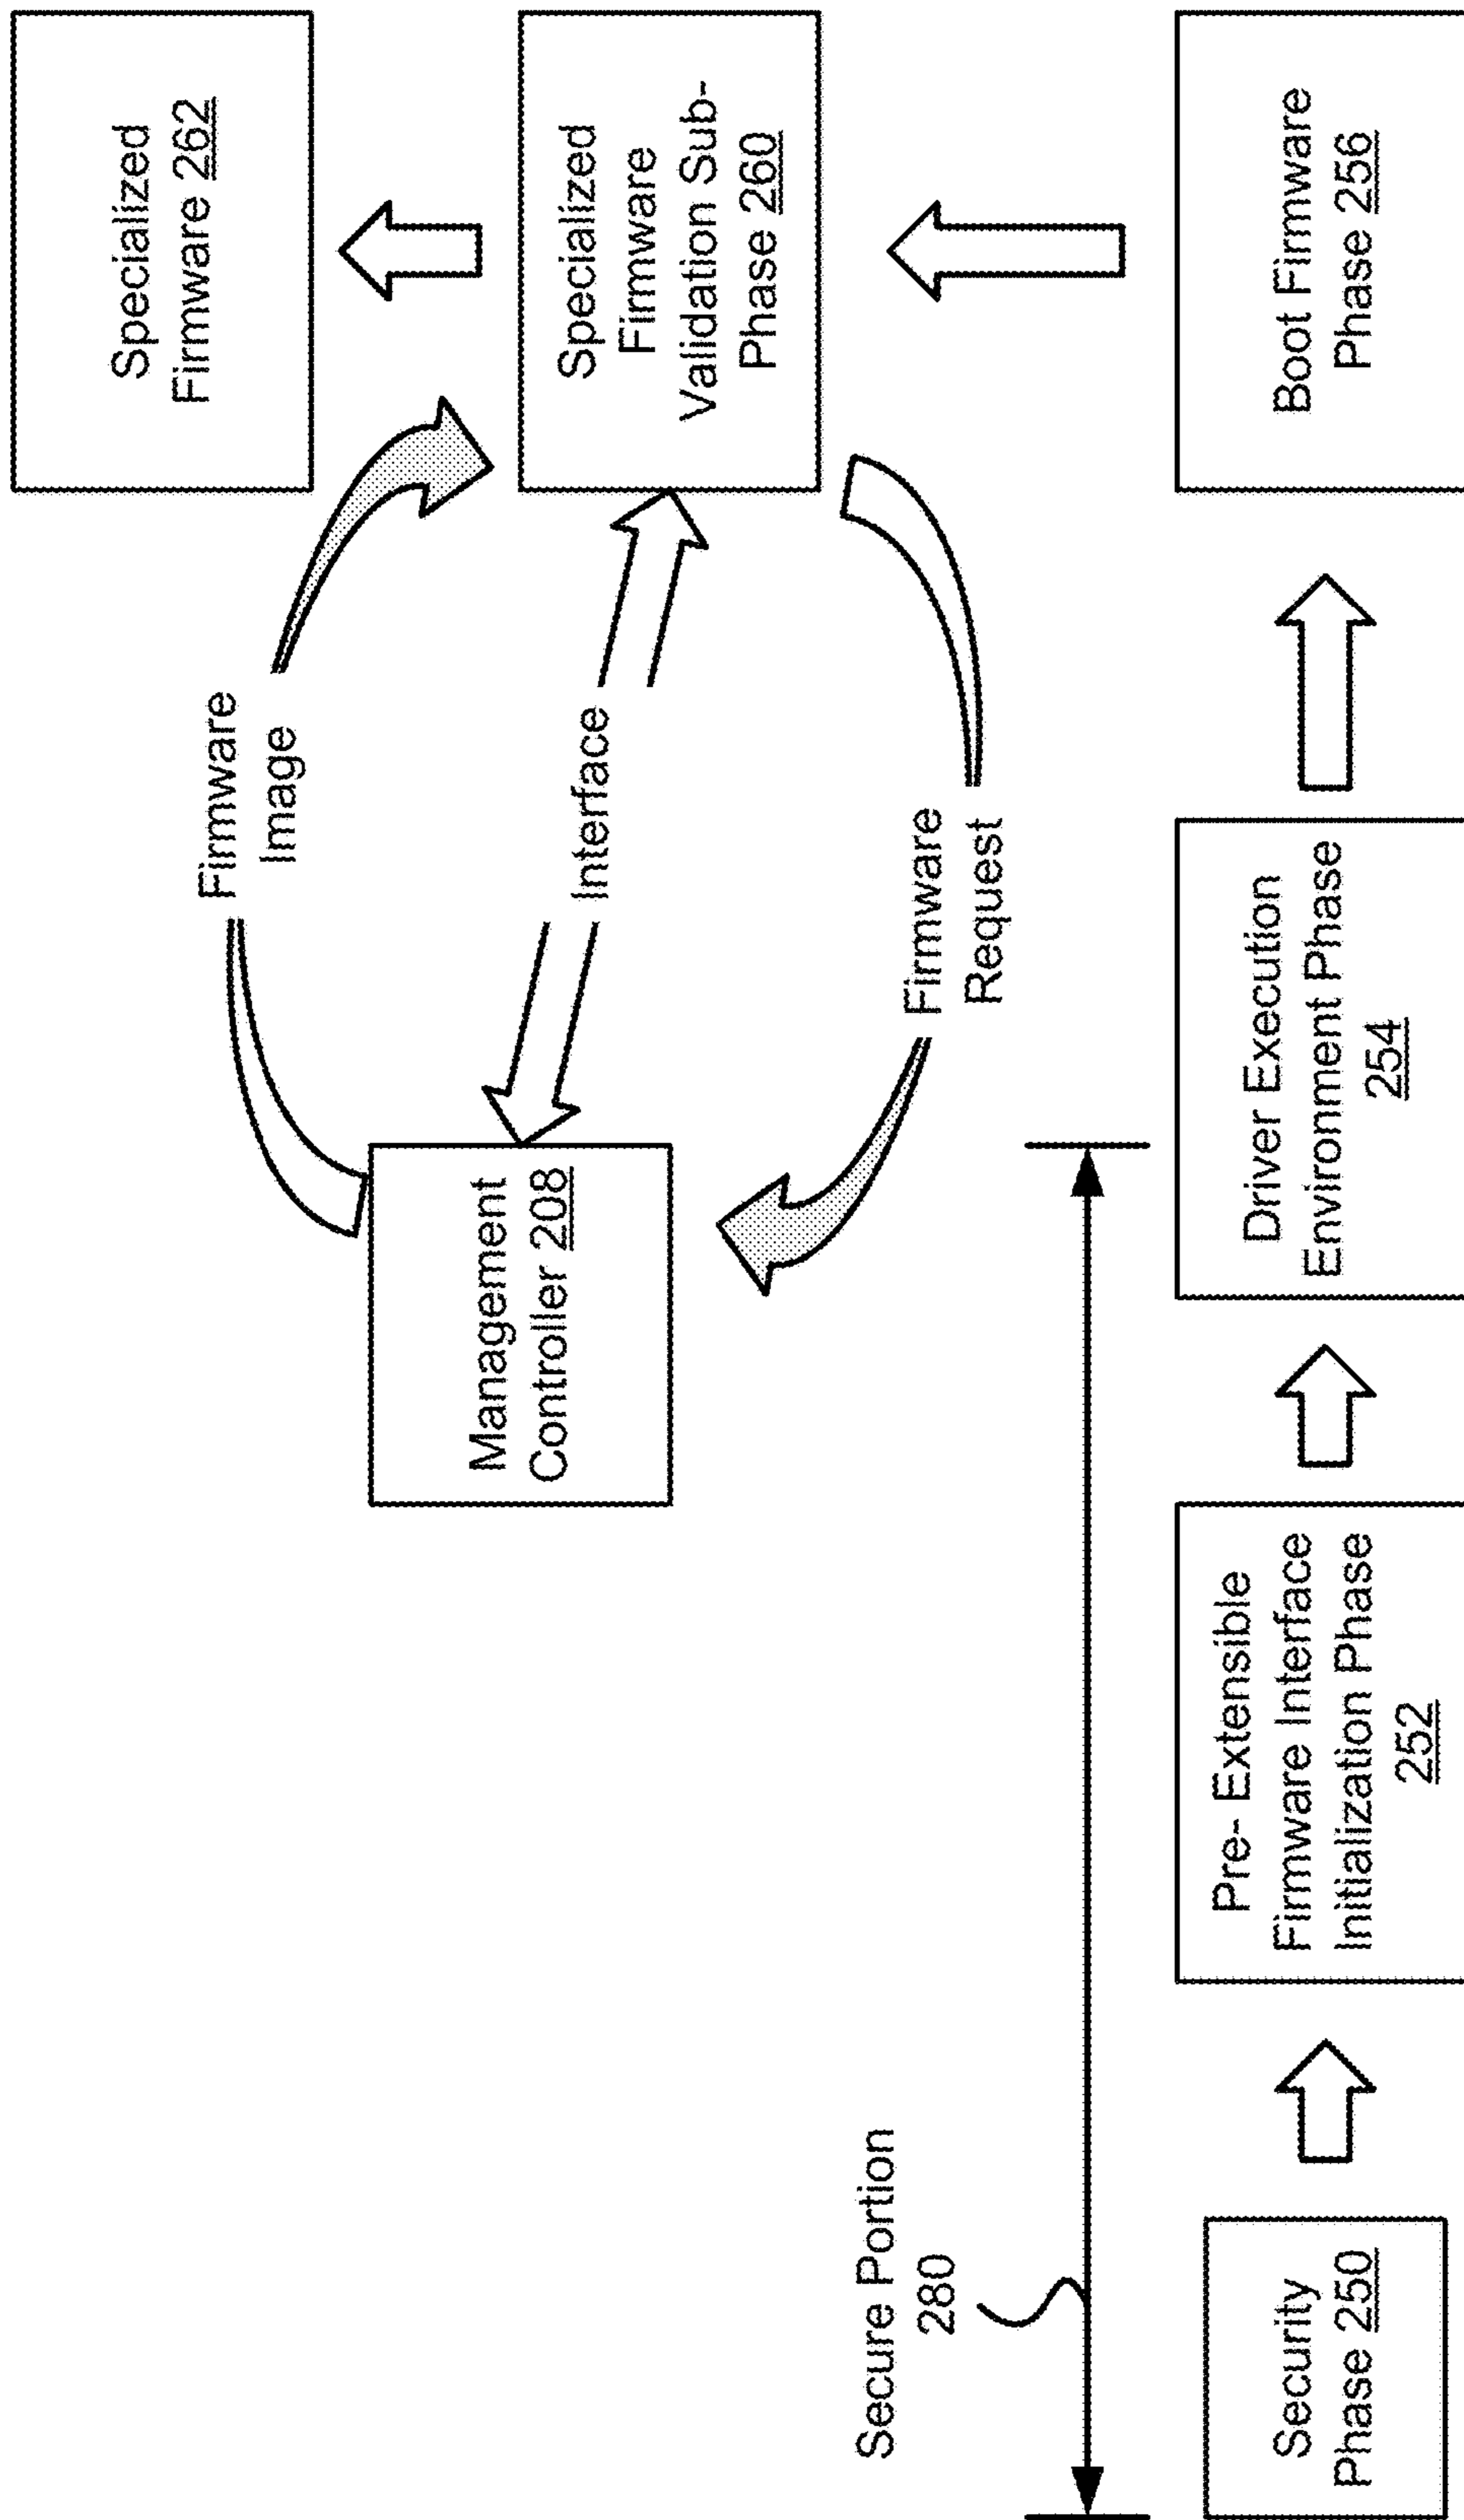 Specialized
Firmware 262
Firmware
Image
Management
Controller 208
Interface
Specialized
Firmware
Validation Sub-
Phase 260
Firmware
Request
Secure Portion
280
Security
Phase 250
Pre- Extensible
Firmware Interface
Initialization Phase
252
Driver Execution
Environment Phase
254
Boot Firmware
Phase 256